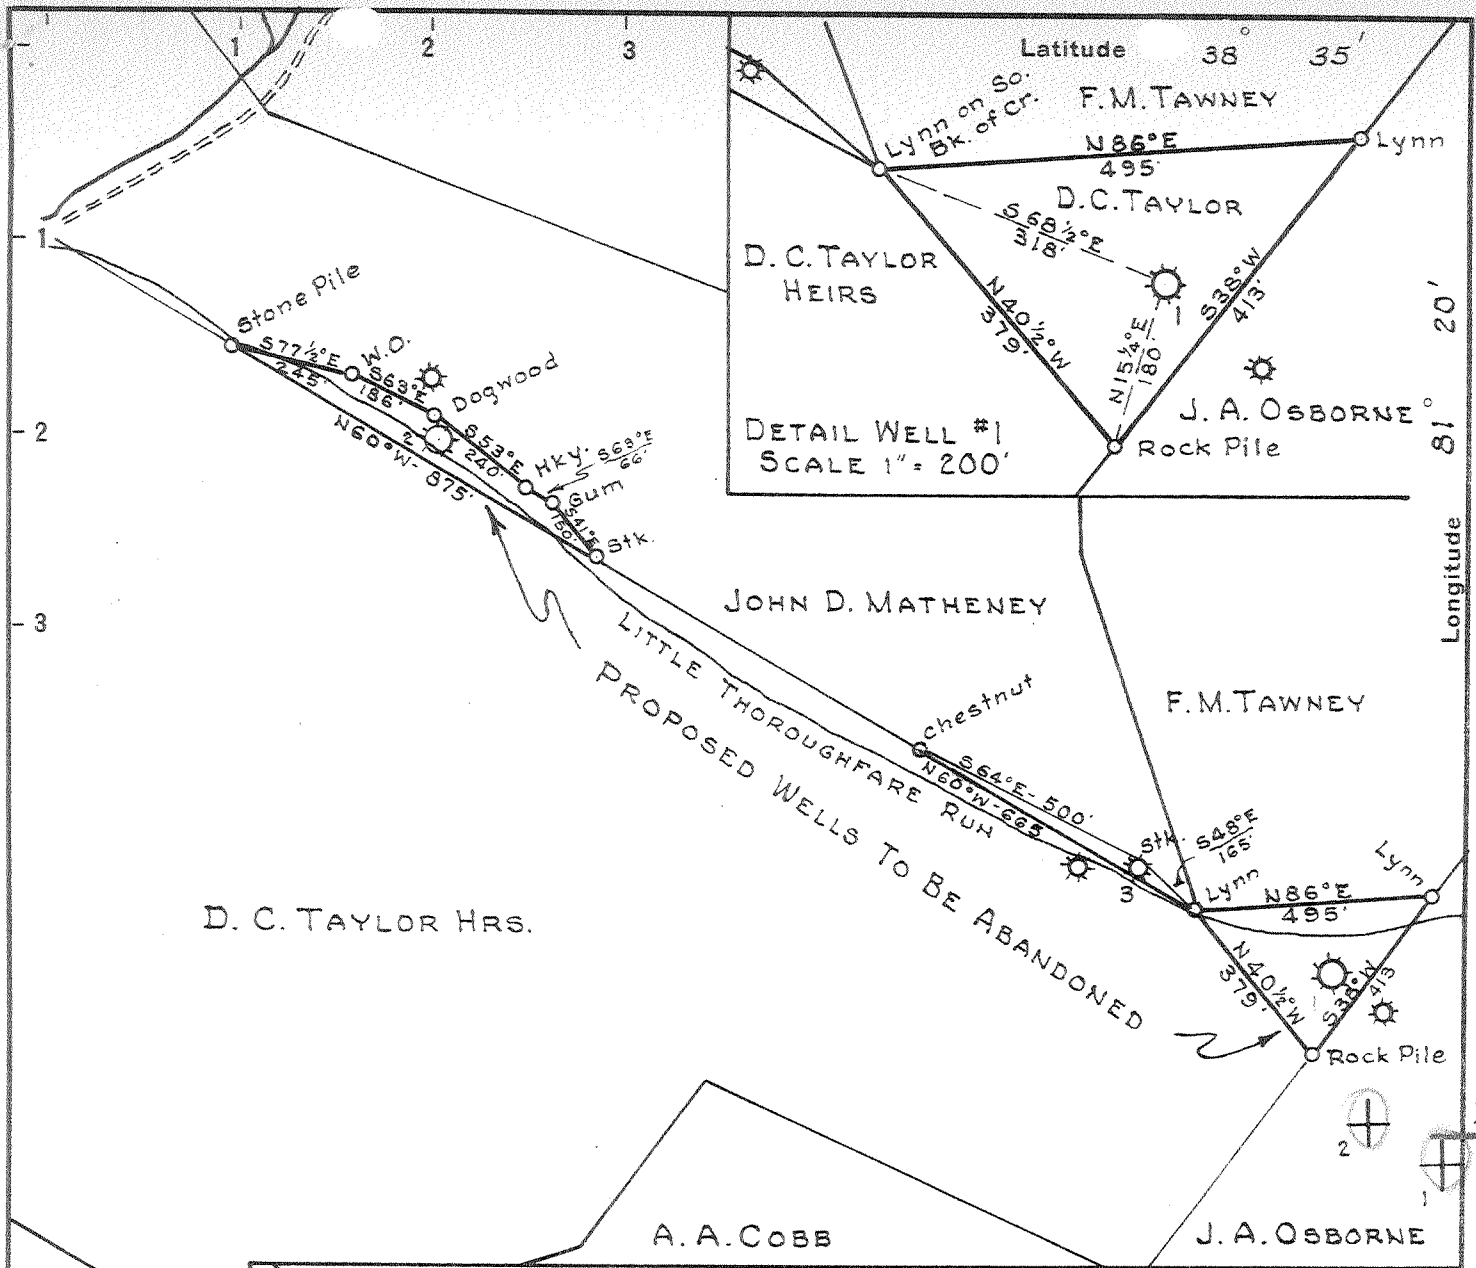 1
2
3
Latitude 38° 35'
1
2
3
Longitude 81° 20'
Lynn on So.
Bk. of Cr.
F.M. TAWNEY
N86°E
495'
Lynn
D.C. TAYLOR
S68½°E
318'
D. C. TAYLOR
HEIRS
N40½°W
379'
N15¼°E
180'
1
S38°W
413'
J. A. OSBORNE
Rock Pile
DETAIL WELL #1
SCALE 1" = 200'
Stone Pile
S77½°E
245'
W.O.
S63°E
186'
Dogwood
2
S53°E
240'
Hky.
S63°E
66'
Gum
S41°E
150'
Stk.
N60°W - 875'
JOHN D. MATHENEY
LITTLE THOROUGHFARE RUN
PROPOSED WELLS TO BE ABANDONED
F.M. TAWNEY
Chestnut
S64°E - 500'
N60°W - 665
Stk.
3
S48°E
165'
Lynn
N86°E
495'
Lynn
N40½°W
379'
1
S38°W
413
Rock Pile
D. C. TAYLOR HRS.
2
1
A. A. COBB
J. A. OSBORNE